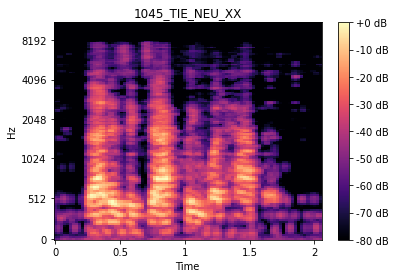 1045_TIE_NEU_XX
+0 dB
8192
-10 dB
4096
-20 dB
-30 dB
2048
Hz
-40 dB
1024
-50 dB
512
-60 dB
-70 dB
0
-80 dB
0
0.5
1
1.5
2
Time